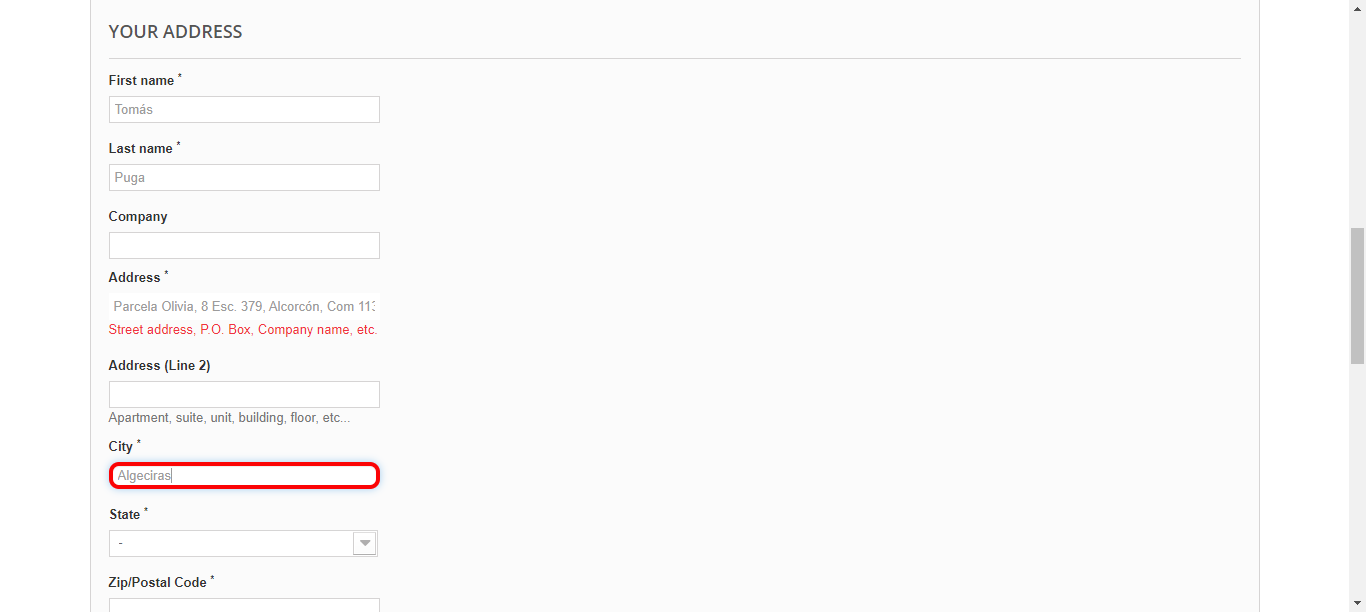 YOUR ADDRESS
First name *
Tomás
Last name *
Puga
Company
Address *
Parcela Olivia, 8 Esc. 379, Alcorcón, Com 113
Street address, P.O. Box, Company name, etc.
Address (Line 2)
Apartment, suite, unit, building, floor, etc...
City *
Algeciras
State *
-
Zip/Postal Code *